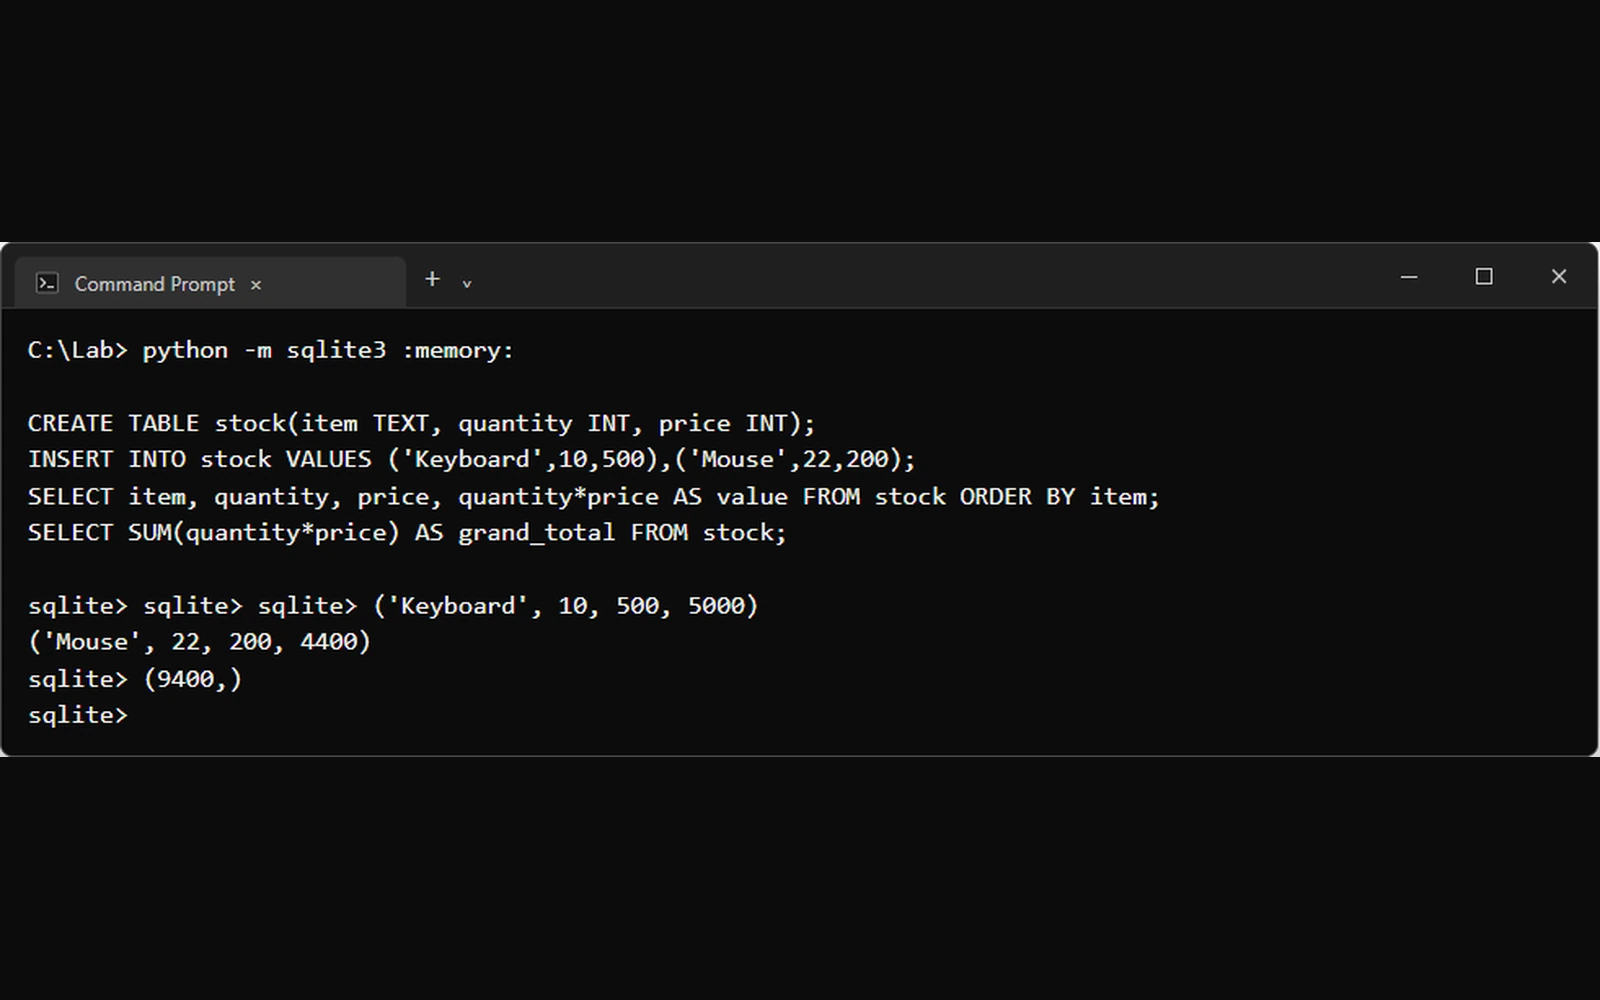 Command Prompt
C:\Lab> python -m sqlite3 :memory:
CREATE TABLE stock(item TEXT, quantity INT, price INT);
INSERT INTO stock VALUES ('Keyboard',10,500),('Mouse',22,200);
SELECT item, quantity, price, quantity*price AS value FROM stock ORDER BY item;
SELECT SUM(quantity*price) AS grand_total FROM stock;
sqlite> sqlite> sqlite> ('Keyboard', 10, 500, 5000)
('Mouse', 22, 200, 4400)
sqlite> (9400,)
sqlite>